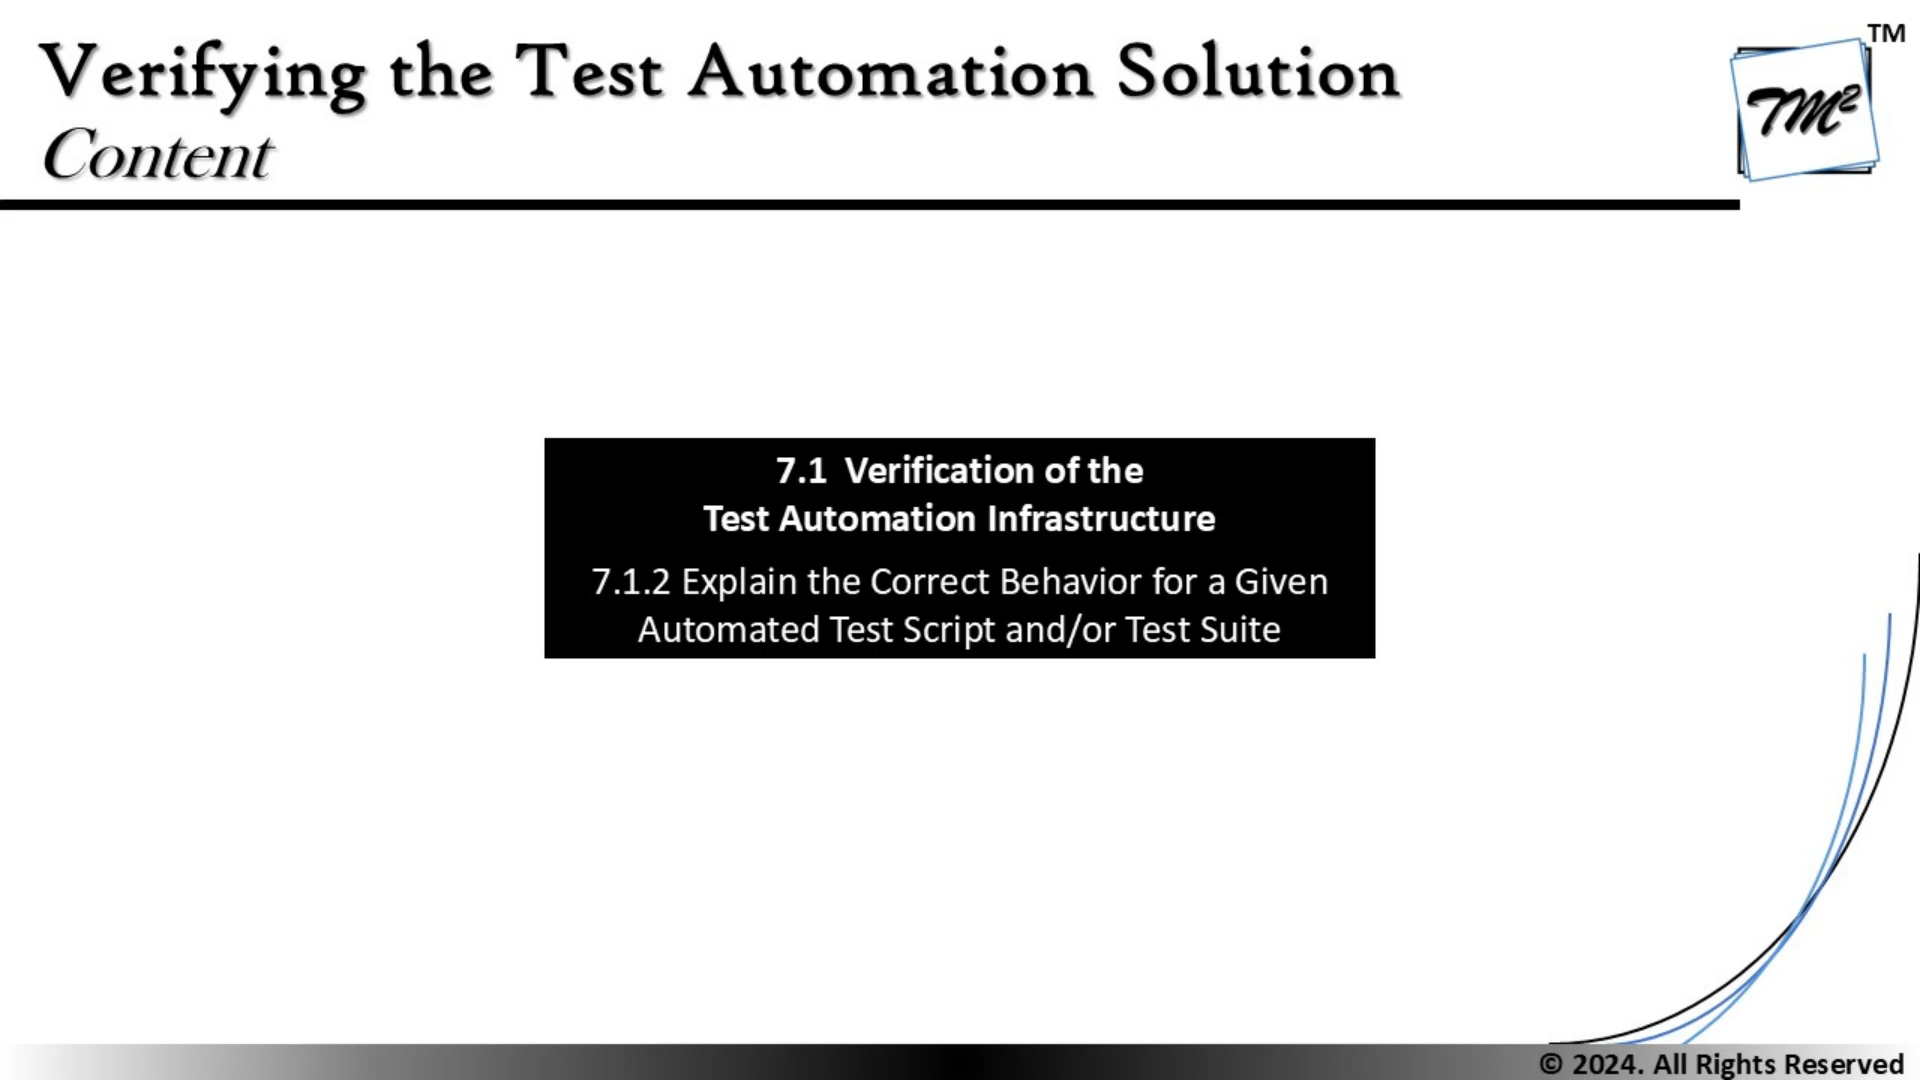 Verifying the Test Automation Solution
TM
Content
TM²
7.1 Verification of the
Test Automation Infrastructure
7.1.2 Explain the Correct Behavior for a Given
Automated Test Script and/or Test Suite
© 2024. All Rights Reserved